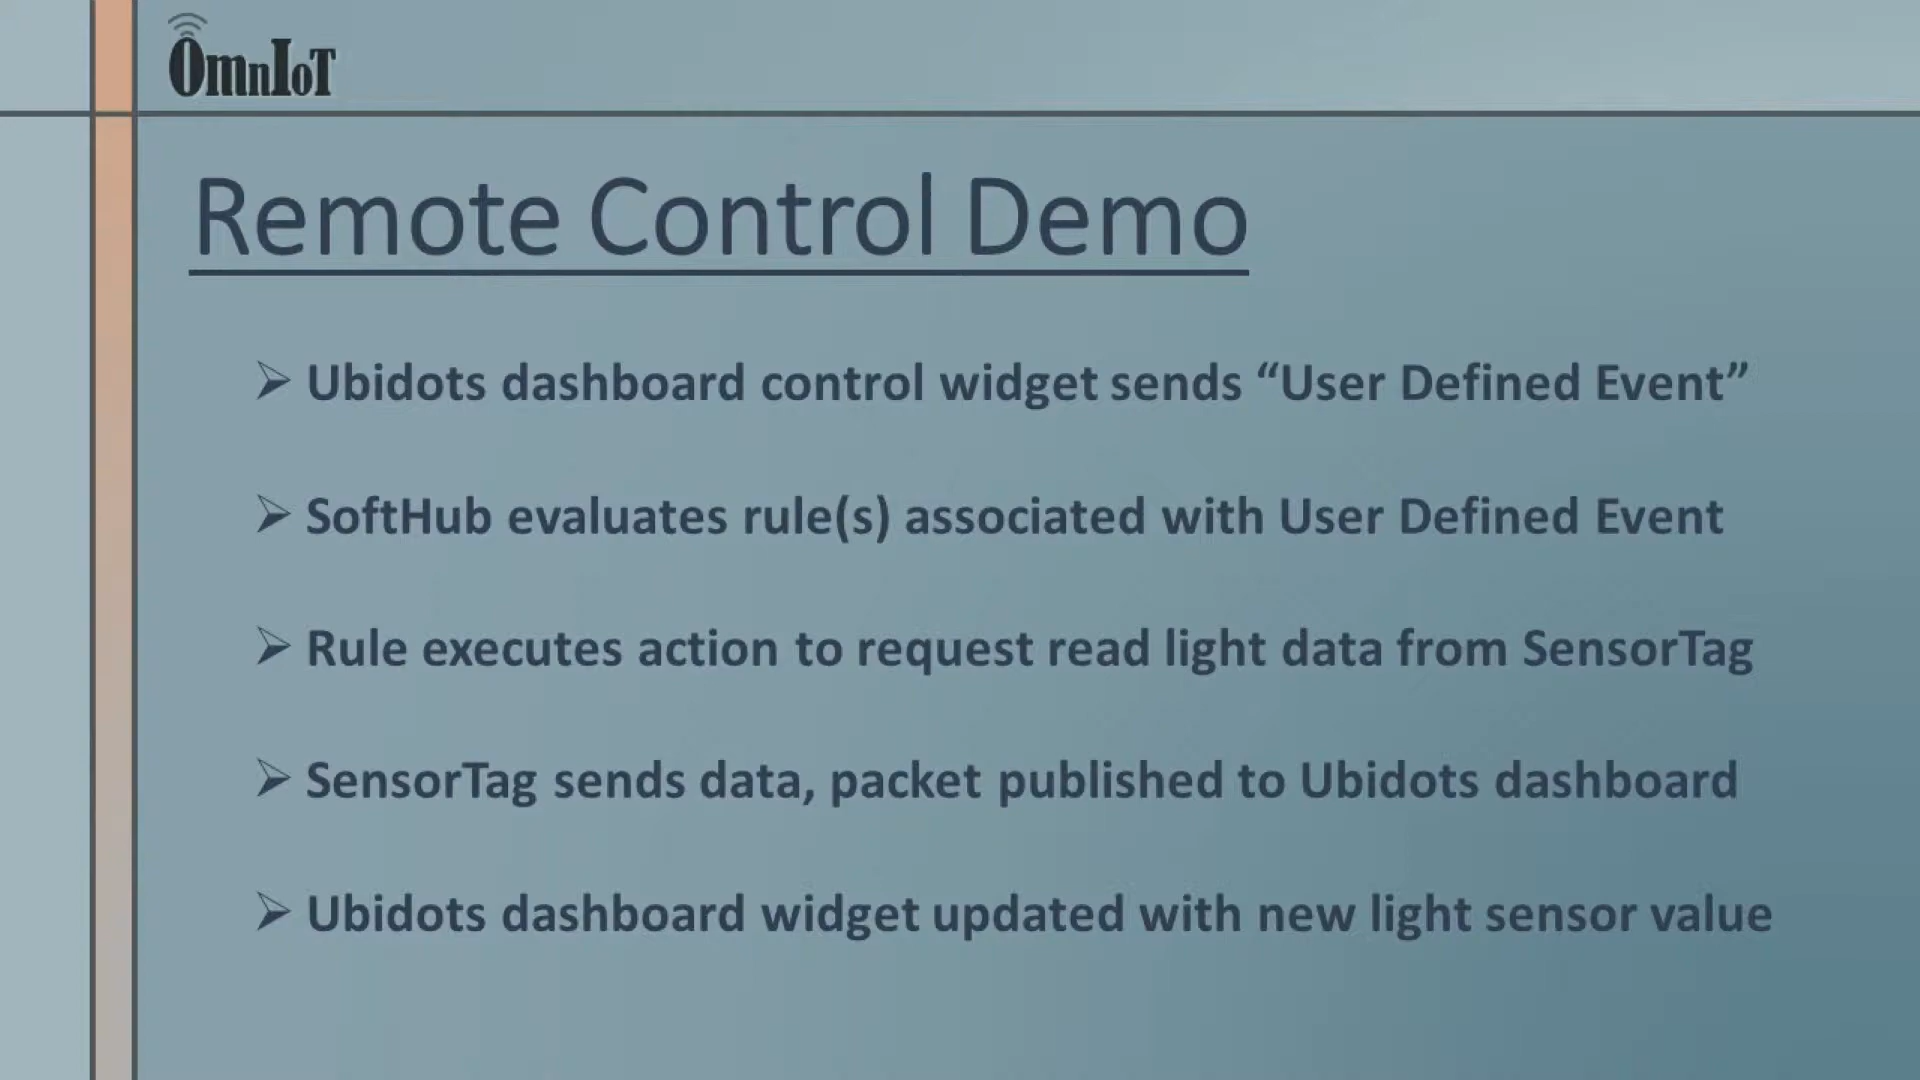 OmnIoT
Remote Control Demo
➢ Ubidots dashboard control widget sends “User Defined Event”
➢ SoftHub evaluates rule(s) associated with User Defined Event
➢ Rule executes action to request read light data from SensorTag
➢ SensorTag sends data, packet published to Ubidots dashboard
➢ Ubidots dashboard widget updated with new light sensor value